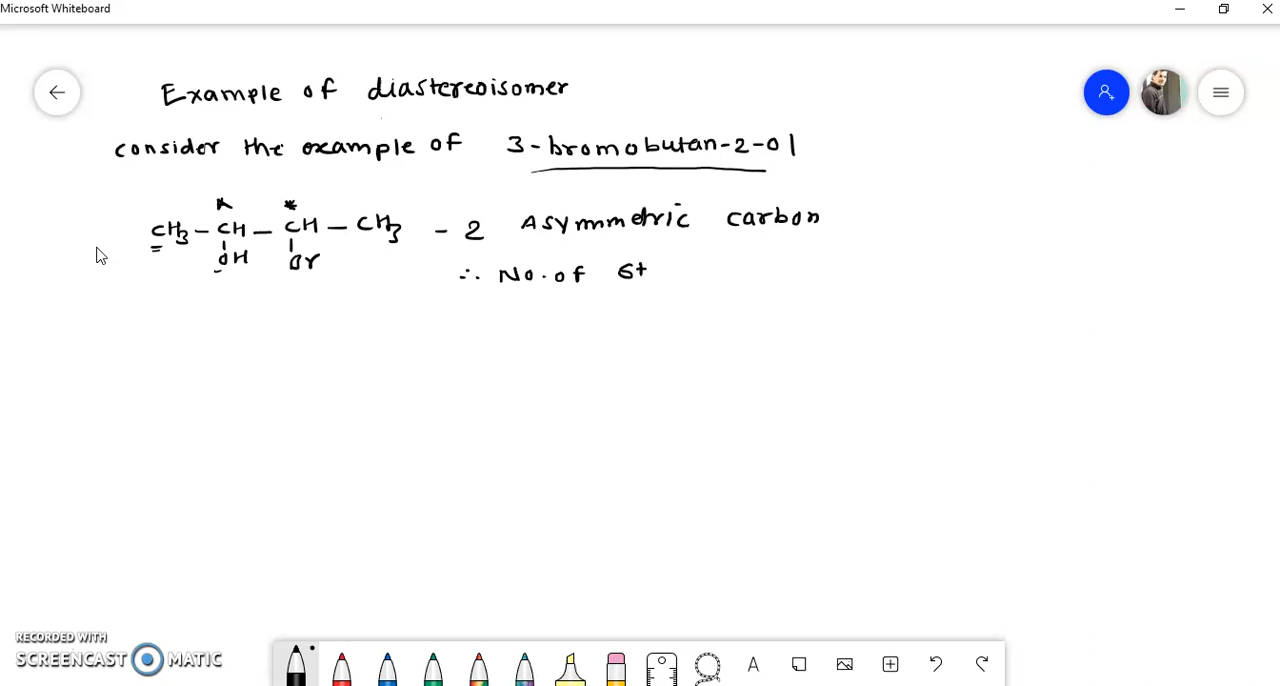 Microsoft Whiteboard
Example of diastereoisomer
consider the example of 3-bromobutan-2-ol
* *
CH3 - CH - CH - CH3 - 2 Asymmetric carbon
OH Br
∴ No. of st
RECORDED WITH
SCREENCAST MATIC
A